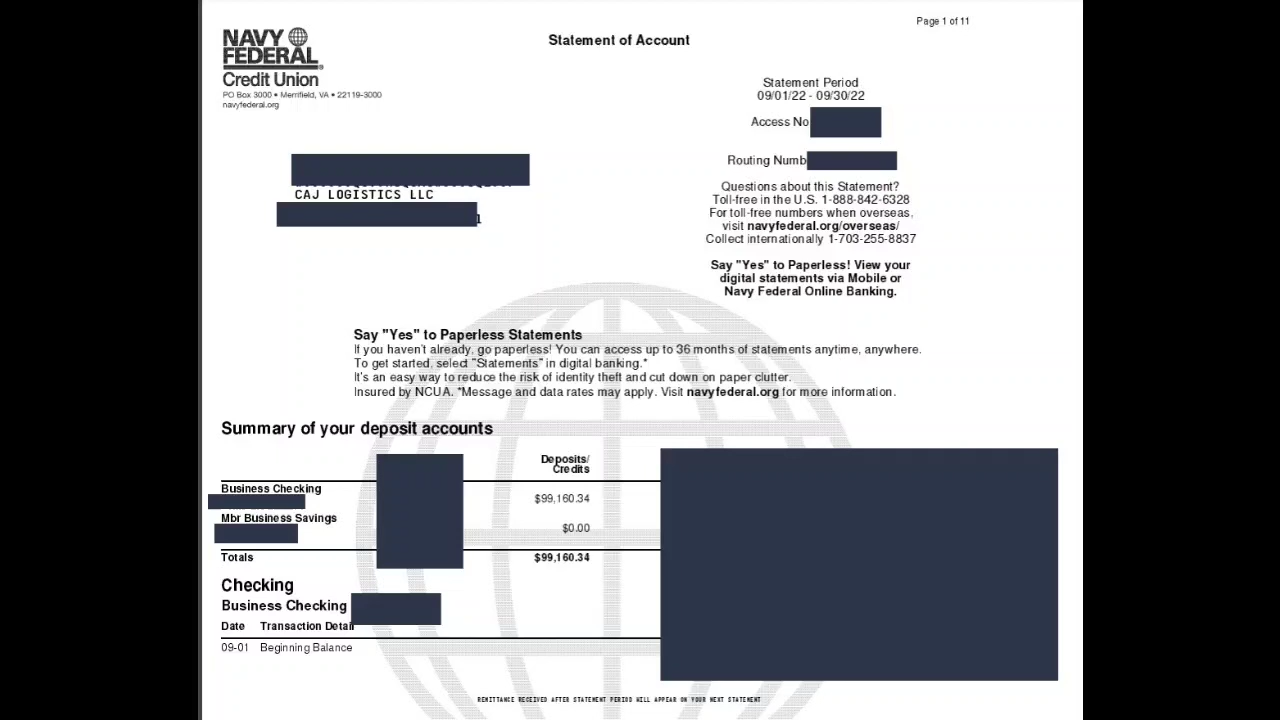 Page 1 of 11
NAVY
FEDERAL
Credit Union
PO Box 3000 • Merrifield, VA • 22119-3000
navyfederal.org
Statement of Account
Statement Period
09/01/22 - 09/30/22
Access No
Routing Numb
CAJ LOGISTICS LLC
Questions about this Statement?
Toll-free in the U.S. 1-888-842-6328
For toll-free numbers when overseas,
visit navyfederal.org/overseas/
Collect internationally 1-703-255-8837
Say "Yes" to Paperless! View your
digital statements via Mobile or
Navy Federal Online Banking.
Say "Yes" to Paperless Statements
If you haven't already, go paperless! You can access up to 36 months of statements anytime, anywhere.
To get started, select "Statements" in digital banking.*
It's an easy way to reduce the risk of identity theft and cut down on paper clutter.
Insured by NCUA. *Message and data rates may apply. Visit navyfederal.org for more information.
Summary of your deposit accounts
Deposits/
Credits
Business Checking $99,160.34
Mbr Business Savings $0.00
Totals $99,160.34
Checking
Business Checking
Date Transaction Detail
09-01 Beginning Balance
REMITTANCE RECEIVED AFTER STATEMENT PERIOD WILL APPEAR ON YOUR NEXT STATEMENT